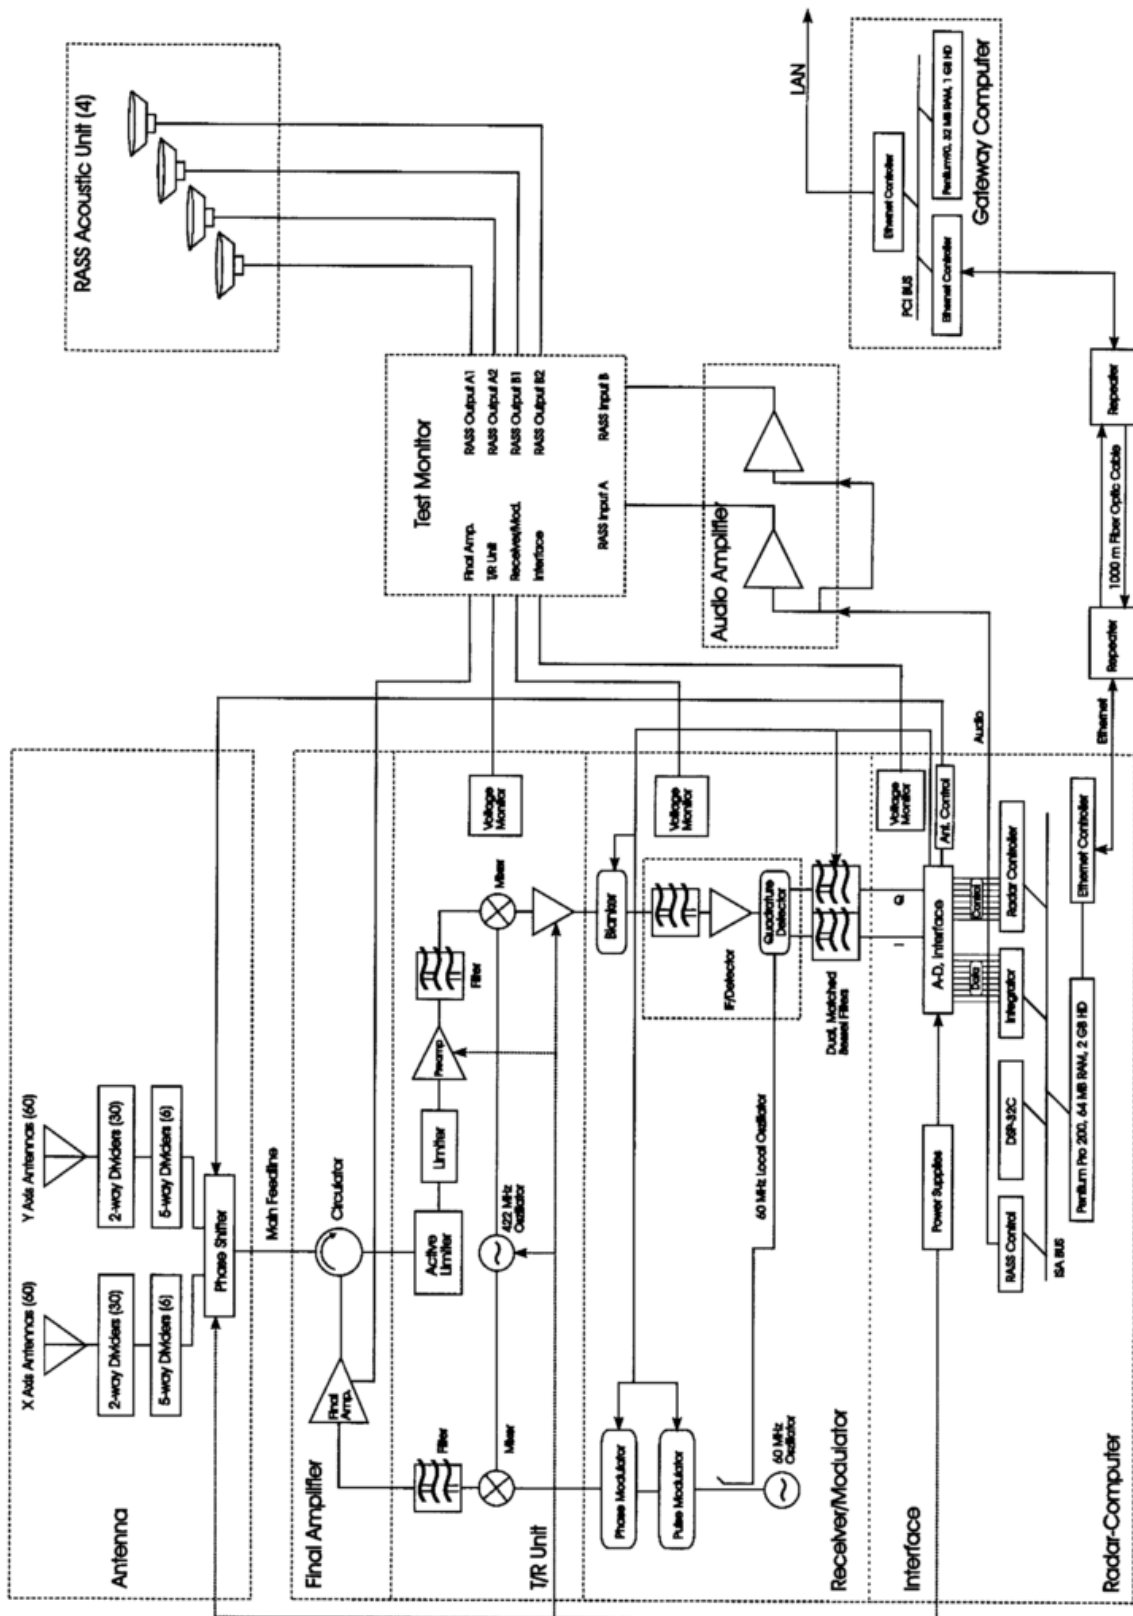 Antenna
X Axis Antennas (60)
2-way Dividers (30)
5-way Dividers (6)
Y Axis Antennas (60)
2-way Dividers (30)
5-way Dividers (6)
Phase Shifter
Main Feedline
Final Amplifier
Final
Amp.
Circulator
T/R Unit
Filter
Mixer
Active
Limiter
Limiter
Preamp
Filter
Mixer
422 MHz
Oscillator
Voltage
Monitor
Receiver/Modulator
Phase Modulator
Pulse Modulator
60 MHz
Oscillator
60 MHz Local Oscillator
Blanker
IF/Detector
Quadrature
Detector
Dual, Matched
Bessel Filters
Voltage
Monitor
I
Q
Interface
Power Supplies
A-D, Interface
Ant. Control
Voltage
Monitor
Data
Control
Radar-Computer
RASS Control
DSP-32C
Integrator
Radar Controller
ISA BUS
Pentium Pro 200, 64 MB RAM, 2 GB HD
Ethernet Controller
Audio
Ethernet
Repeater
1000 m Fiber Optic Cable
Repeater
Audio Amplifier
Test Monitor
Final Amp.
T/R Unit
Receiver/Mod.
Interface
RASS Output A1
RASS Output A2
RASS Output B1
RASS Output B2
RASS Input A
RASS Input B
RASS Acoustic Unit (4)
LAN
Ethernet Controller
PCI BUS
Ethernet Controller
Pentium90, 32 MB RAM, 1 GB HD
Gateway Computer